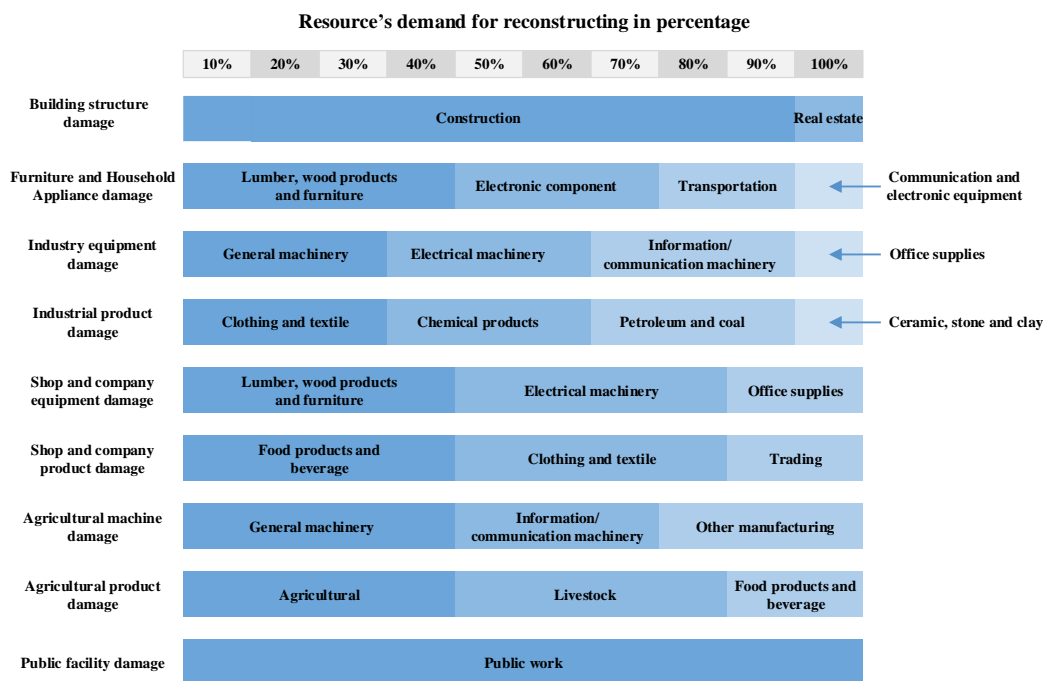 Resource’s demand for reconstructing in percentage
10% 20% 30% 40% 50% 60% 70% 80% 90% 100%
Building structure
damage
Construction
Real estate
Furniture and Household
Appliance damage
Lumber, wood products
and furniture
Electronic component
Transportation
Communication and
electronic equipment
Industry equipment
damage
General machinery
Electrical machinery
Information/
communication machinery
Office supplies
Industrial product
damage
Clothing and textile
Chemical products
Petroleum and coal
Ceramic, stone and clay
Shop and company
equipment damage
Lumber, wood products
and furniture
Electrical machinery
Office supplies
Shop and company
product damage
Food products and
beverage
Clothing and textile
Trading
Agricultural machine
damage
General machinery
Information/
communication machinery
Other manufacturing
Agricultural product
damage
Agricultural
Livestock
Food products and
beverage
Public facility damage
Public work